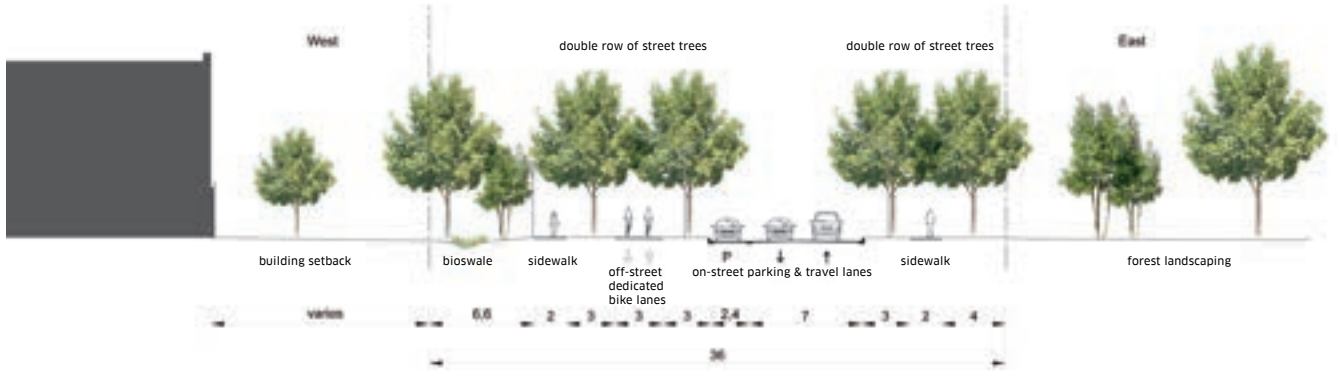 West
double row of street trees
double row of street trees
East
building setback
bioswale
sidewalk
P
off-street
dedicated
bike lanes
on-street parking & travel lanes
sidewalk
forest landscaping
varies
6,6
2
3
3
3
2,4
7
3
2
4
36